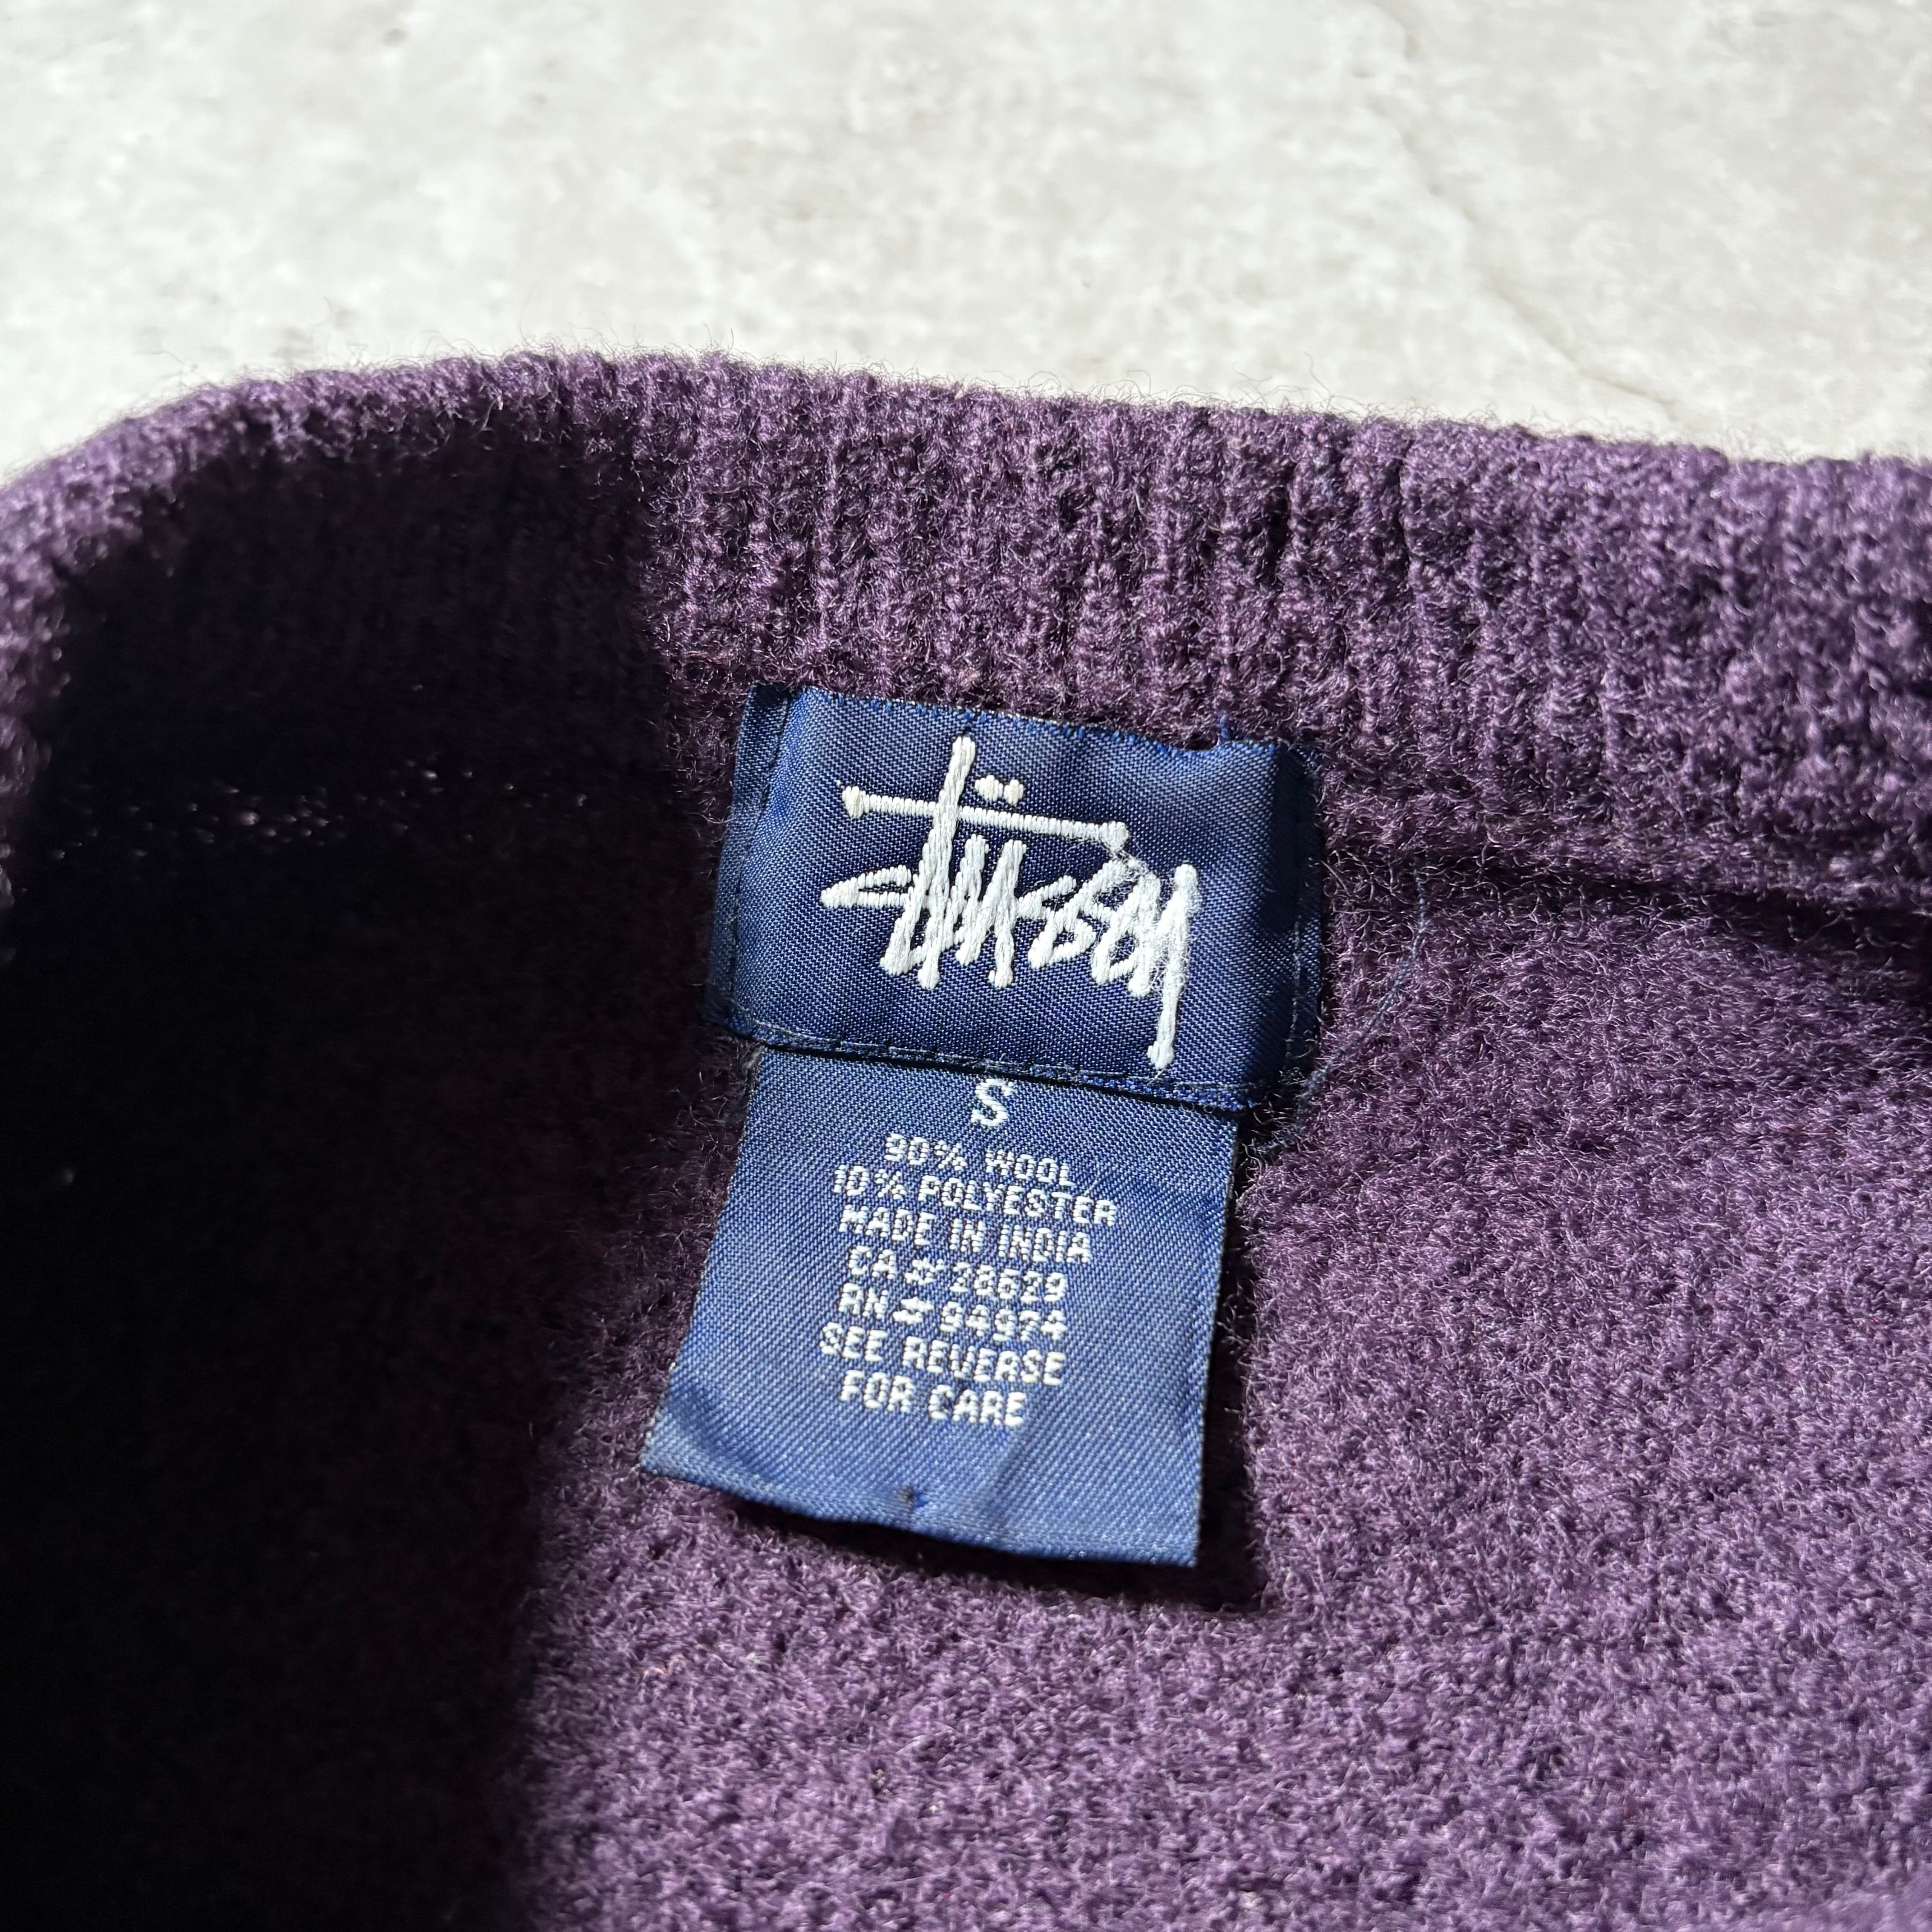 Stüssy
S
90% WOOL
10% POLYESTER
MADE IN INDIA
CA# 28629
RN# 94974
SEE REVERSE
FOR CARE